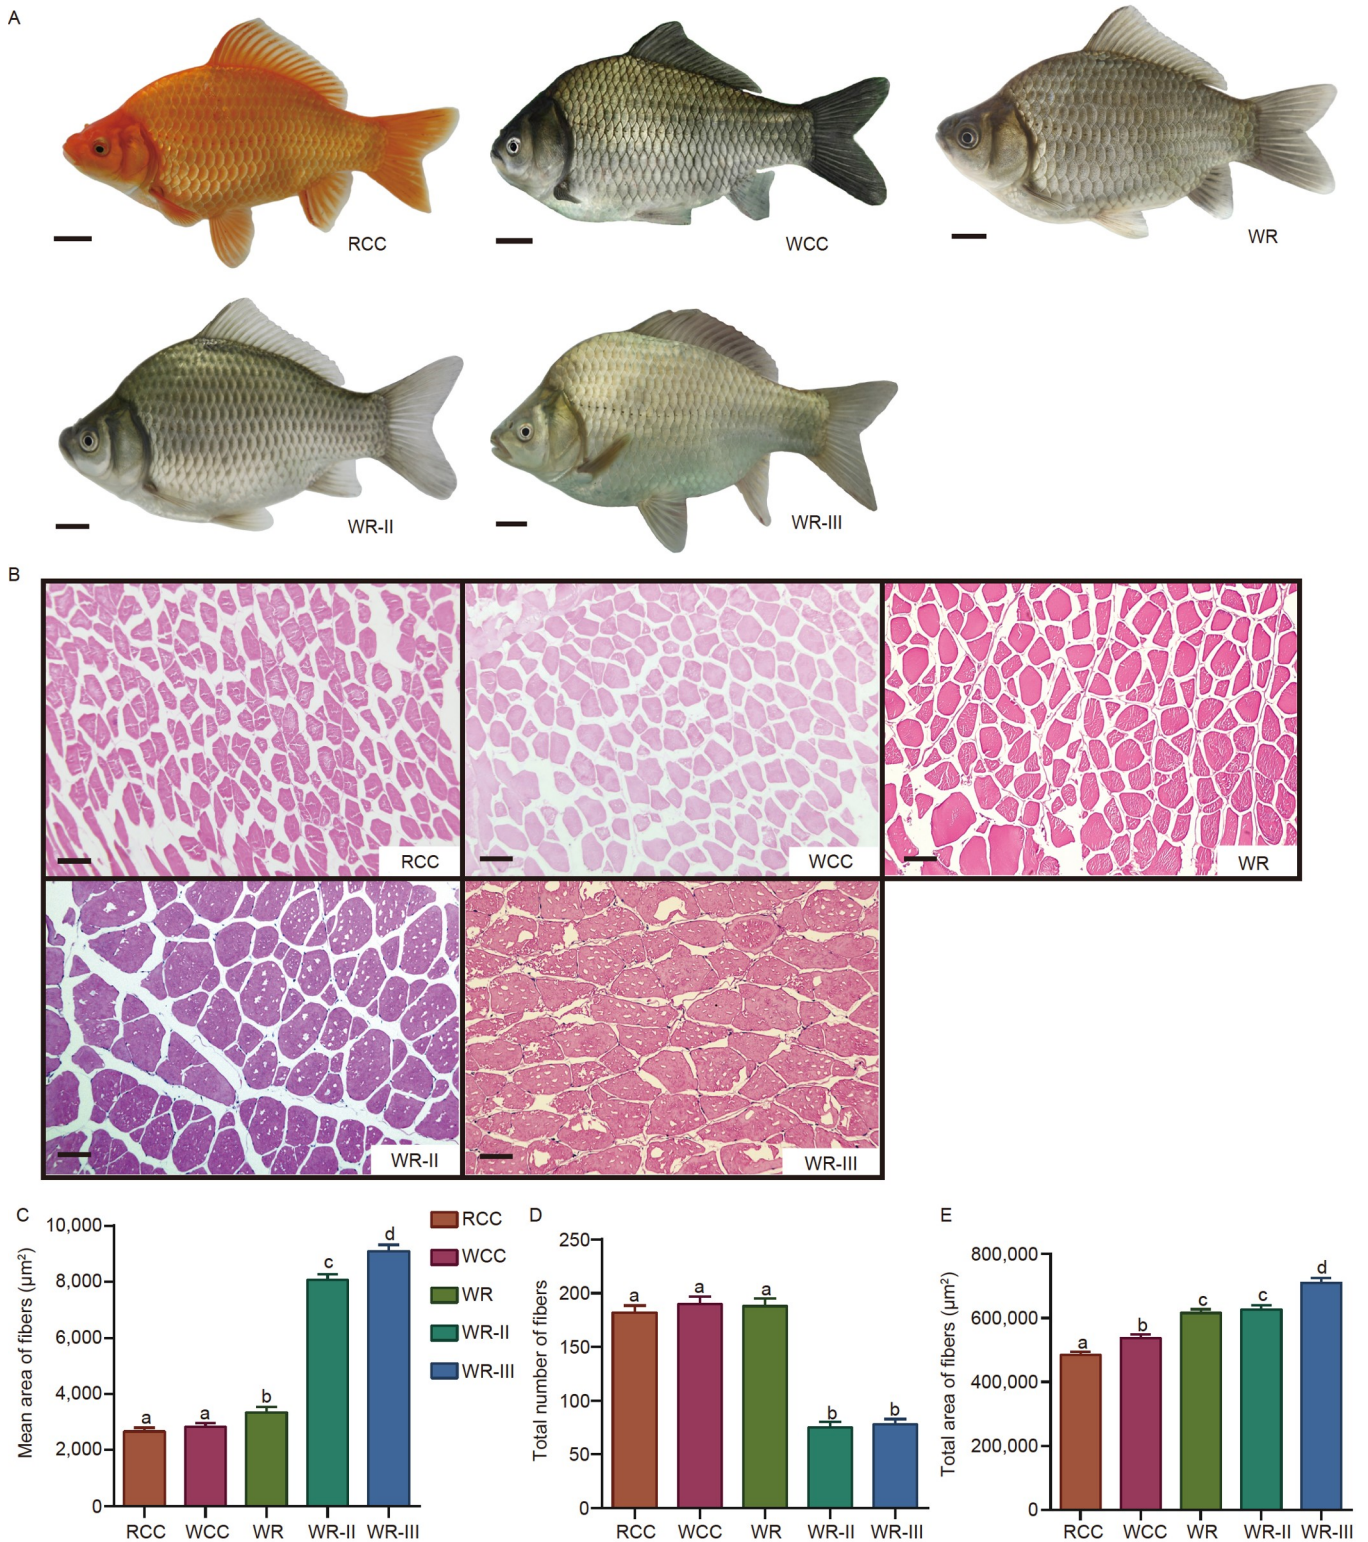 A
RCC
WCC
WR
WR-II
WR-III
B
RCC
WCC
WR
WR-II
WR-III
C
Mean area of fibers (μm²)
10,000
8,000
6,000
4,000
2,000
0
a
a
b
c
d
RCC
WCC
WR
WR-II
WR-III
RCC
WCC
WR
WR-II
WR-III
D
Total number of fibers
250
200
150
100
50
0
a
a
a
b
b
RCC
WCC
WR
WR-II
WR-III
E
Total area of fibers (μm²)
800,000
600,000
400,000
200,000
0
a
b
c
c
d
RCC
WCC
WR
WR-II
WR-III